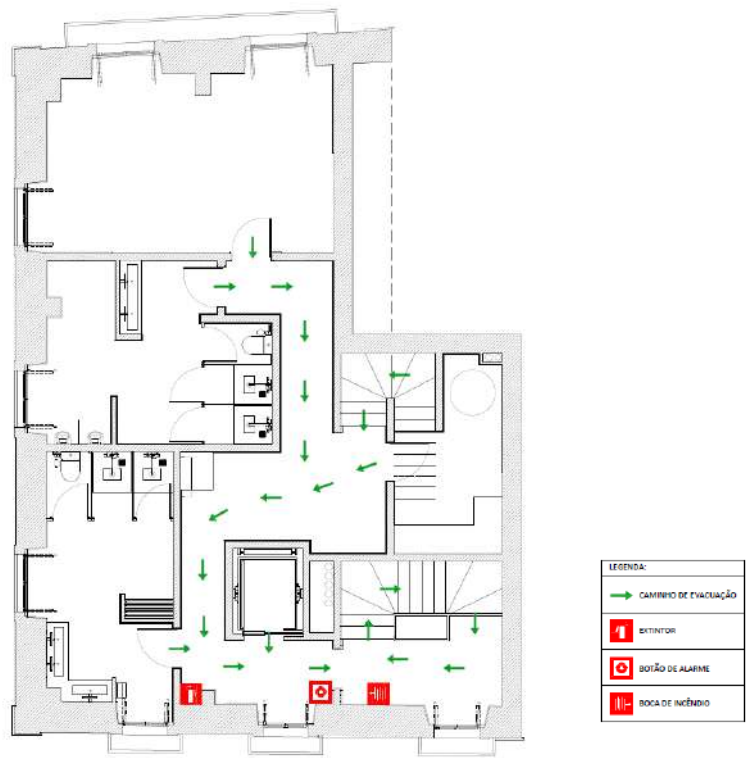 LEGENDA:
CAMINHO DE EVACUAÇÃO
EXTINTOR
BOTÃO DE ALARME
BOCA DE INCÊNDIO